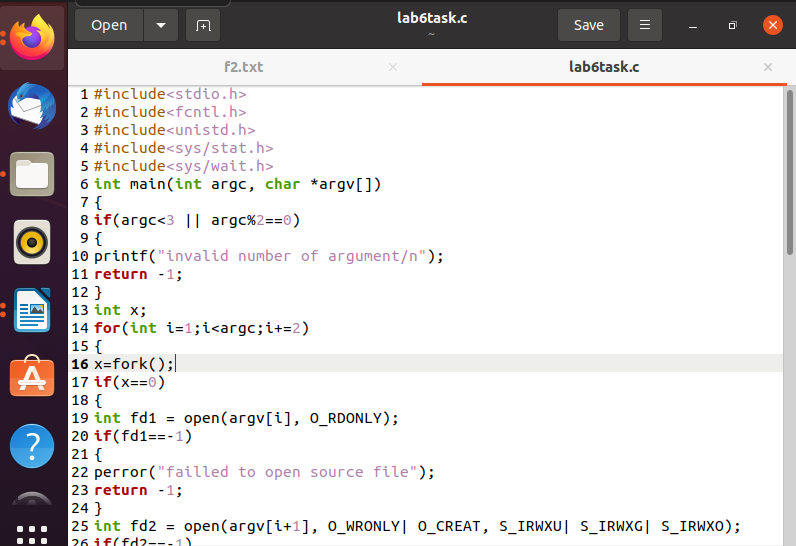 Open
lab6task.c
~
Save
f2.txt
lab6task.c
1 #include<stdio.h>
2 #include<fcntl.h>
3 #include<unistd.h>
4 #include<sys/stat.h>
5 #include<sys/wait.h>
6 int main(int argc, char *argv[])
7 {
8 if(argc<3 || argc%2==0)
9 {
10 printf("invalid number of argument/n");
11 return -1;
12 }
13 int x;
14 for(int i=1;i<argc;i+=2)
15 {
16 x=fork();
17 if(x==0)
18 {
19 int fd1 = open(argv[i], O_RDONLY);
20 if(fd1==-1)
21 {
22 perror("failled to open source file");
23 return -1;
24 }
25 int fd2 = open(argv[i+1], O_WRONLY| O_CREAT, S_IRWXU| S_IRWXG| S_IRWXO);
26 if(fd2==-1)